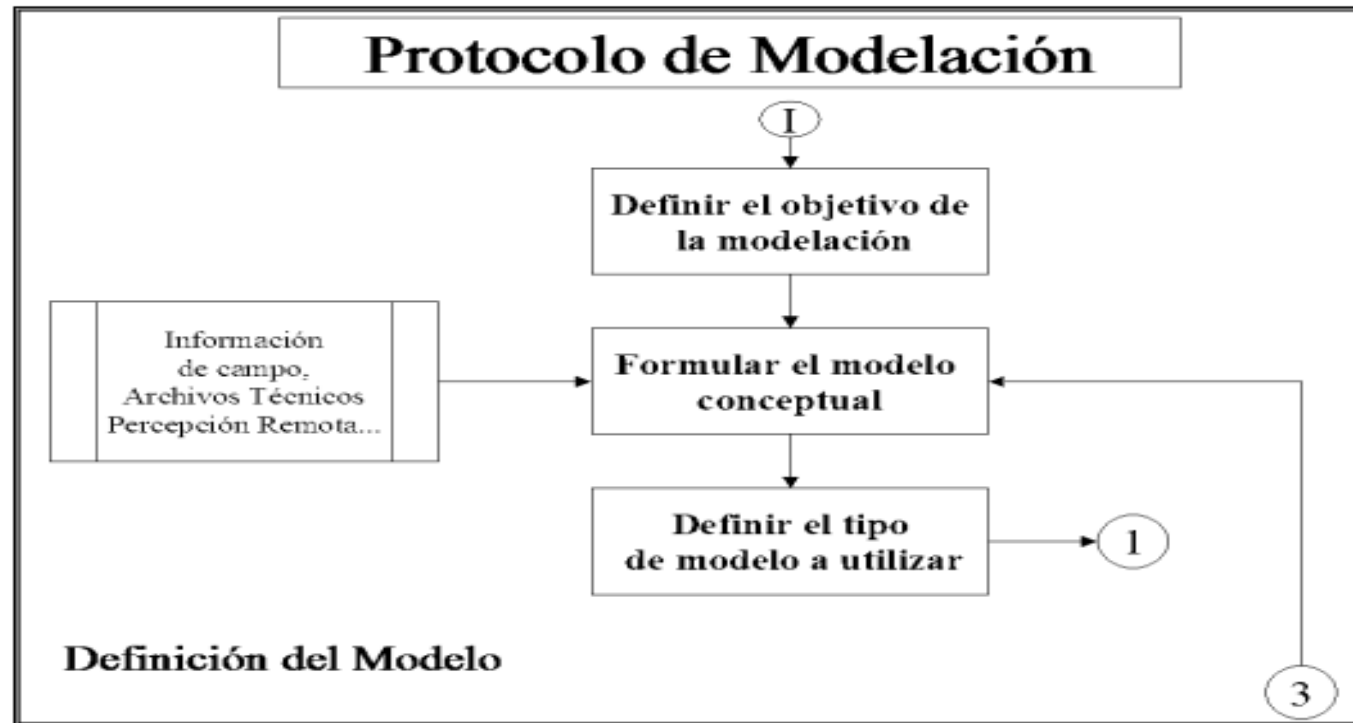 Protocolo de Modelación
I
Definir el objetivo de
la modelación
Información
de campo,
Archivos Técnicos
Percepción Remota...
Formular el modelo
conceptual
Definir el tipo
de modelo a utilizar
1
Definición del Modelo
3